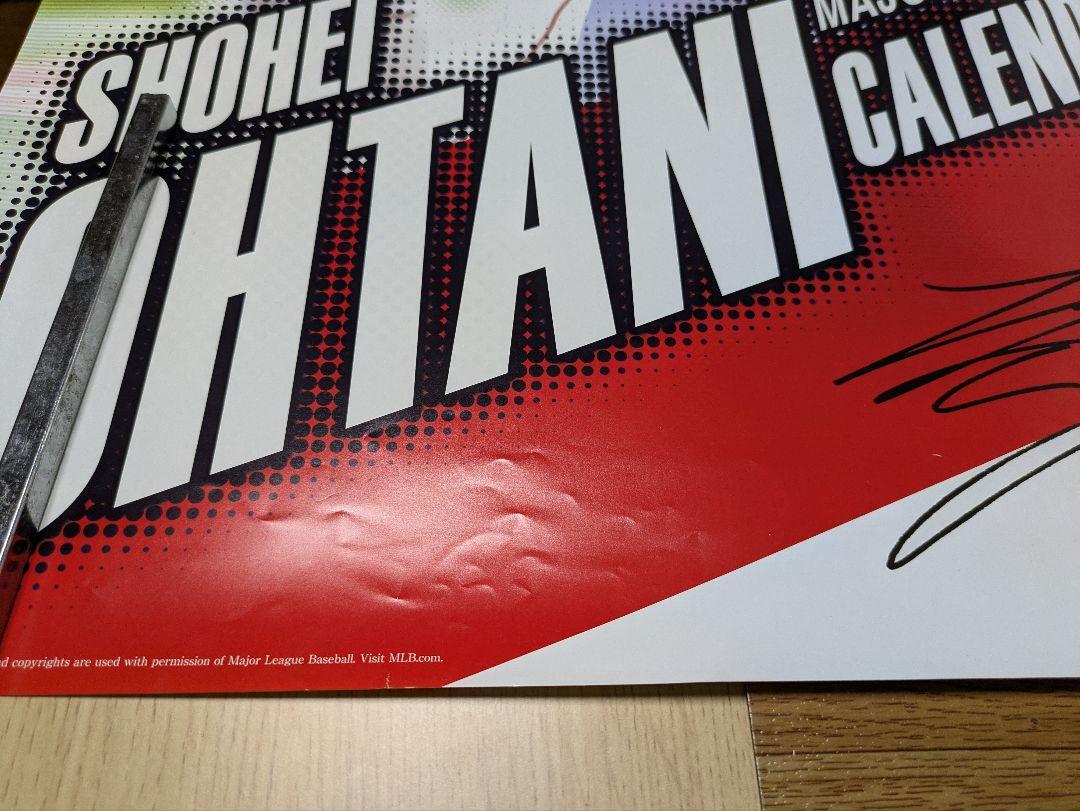 SHOHEI
OHTANI
CALEN
copyrights are used with permission of Major League Baseball. Visit MLB.com.